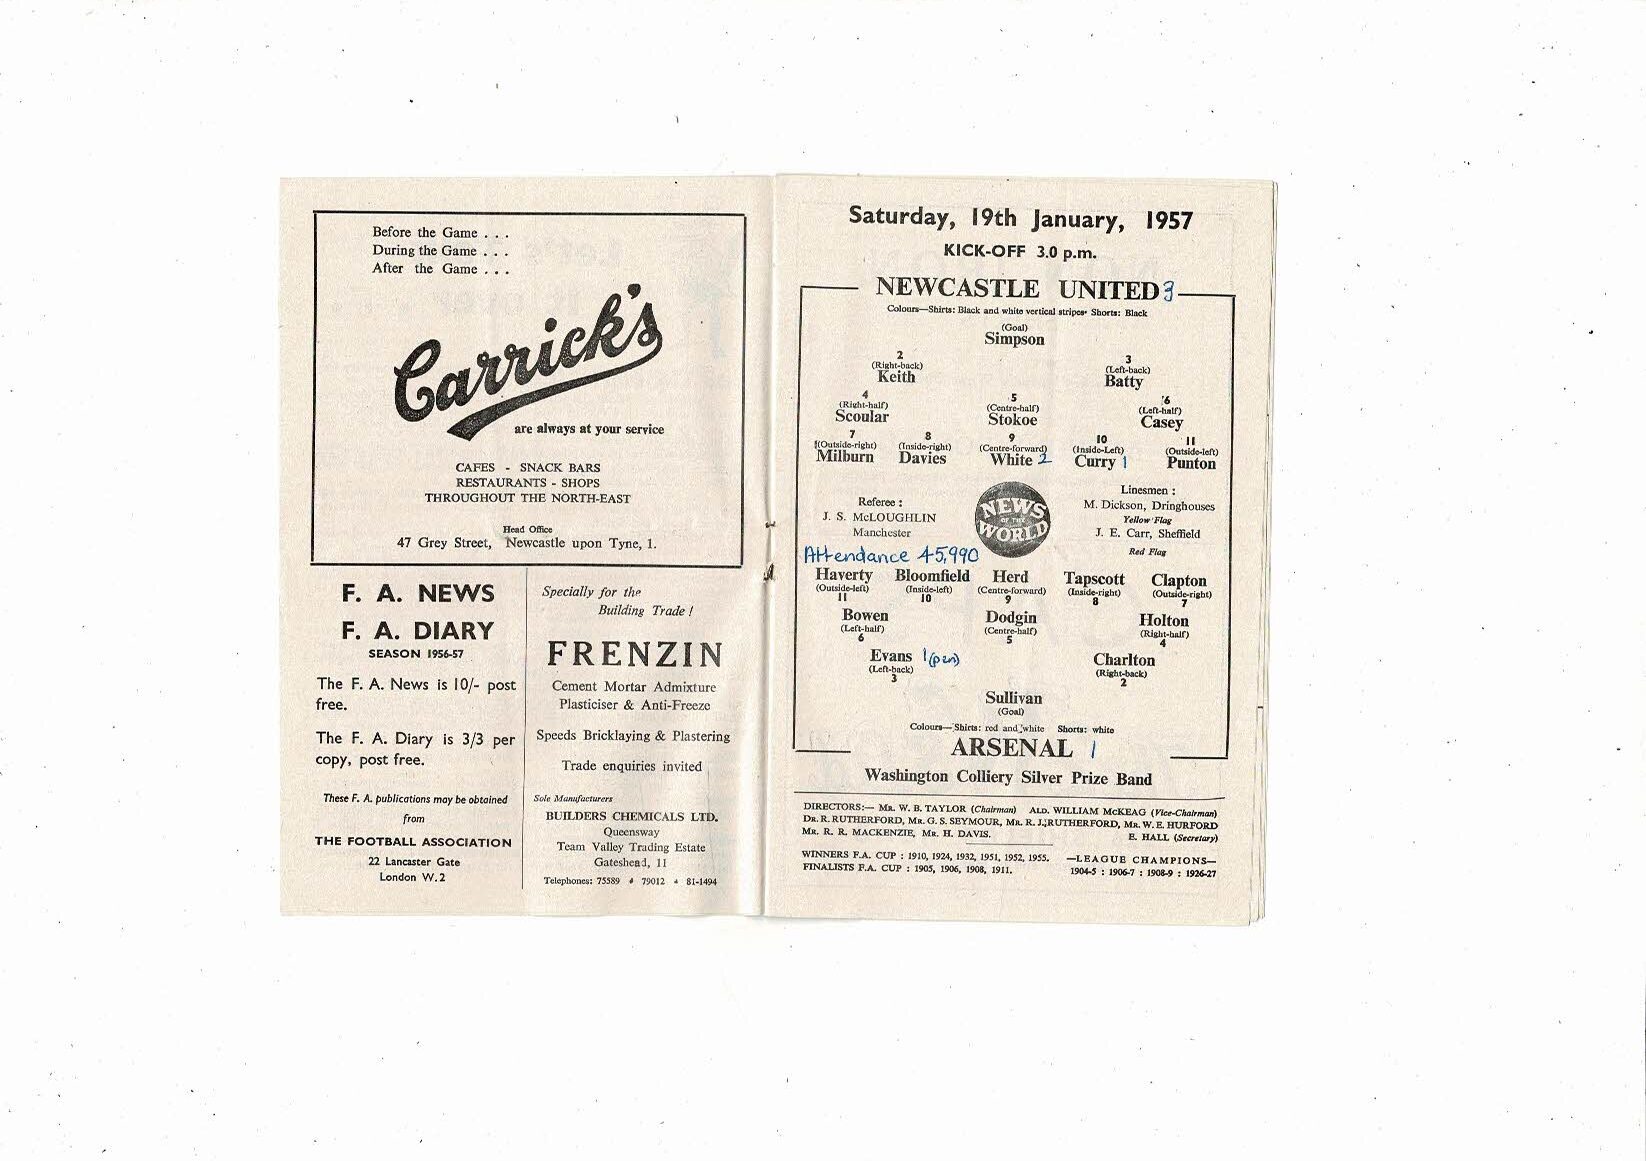 Before the Game . . .
During the Game . . .
After the Game . . .
Carrick's
are always at your service
CAFES - SNACK BARS
RESTAURANTS - SHOPS
THROUGHOUT THE NORTH-EAST
Head Office
47 Grey Street, Newcastle upon Tyne, 1.
F. A. NEWS
F. A. DIARY
SEASON 1956-57
The F. A. News is 10/- post
free.
The F. A. Diary is 3/3 per
copy, post free.
These F. A. publications may be obtained
from
THE FOOTBALL ASSOCIATION
22 Lancaster Gate
London W.2
Specially for the
Building Trade !
FRENZIN
Cement Mortar Admixture
Plasticiser & Anti-Freeze
Speeds Bricklaying & Plastering
Trade enquiries invited
Sole Manufacturers
BUILDERS CHEMICALS LTD.
Queensway
Team Valley Trading Estate
Gateshead, 11
Telephones: 75589 - 79012 - 81-1494
Saturday, 19th January, 1957
KICK-OFF 3.0 p.m.
NEWCASTLE UNITED 3
Colours—Shirts: Black and white vertical stripes. Shorts: Black
(Goal)
Simpson
2 3
(Right-back) (Left-back)
Keith Batty
4 5 6
(Right-half) (Centre-half) (Left-half)
Scoular Stokoe Casey
7 8 9 10 11
(Outside-right) (Inside-right) (Centre-forward) (Inside-Left) (Outside-left)
Milburn Davies White 2 Curry 1 Punton
Referee :
J. S. McLOUGHLIN
Manchester
NEWS
OF THE
WORLD
Linesmen :
M. Dickson, Dringhouses
Yellow Flag
J. E. Carr, Sheffield
Red Flag
Attendance 45,990
Haverty Bloomfield Herd Tapscott Clapton
(Outside-left) (Inside-left) (Centre-forward) (Inside-right) (Outside-right)
11 10 9 8 7
Bowen Dodgin Holton
(Left-half) (Centre-half) (Right-half)
6 5 4
Evans 1 (pen) Charlton
(Left-back) (Right-back)
3 2
Sullivan
(Goal)
Colours—Shirts: red and white Shorts: white
ARSENAL 1
Washington Colliery Silver Prize Band
DIRECTORS:— Mr. W. B. TAYLOR (Chairman) ALD. WILLIAM McKEAG (Vice-Chairman)
Dr. R. RUTHERFORD, Mr. G. S. SEYMOUR, Mr. R. J. RUTHERFORD, Mr. W. E. HURFORD
Mr. R. R. MACKENZIE, Mr. H. DAVIS. E. HALL (Secretary)
WINNERS F.A. CUP : 1910, 1924, 1932, 1951, 1952, 1955. —LEAGUE CHAMPIONS—
FINALISTS F.A. CUP : 1905, 1906, 1908, 1911. 1904-5 : 1906-7 : 1908-9 : 1926-27